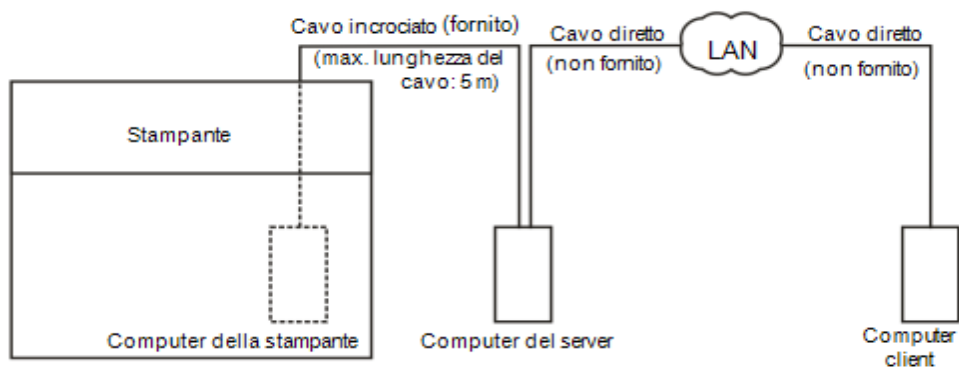 Cavo incrociato (fornito)
(max. lunghezza del
cavo: 5 m)
Cavo diretto
(non fornito)
LAN
Cavo diretto
(non fornito)
Stampante
Computer della stampante
Computer del server
Computer
client